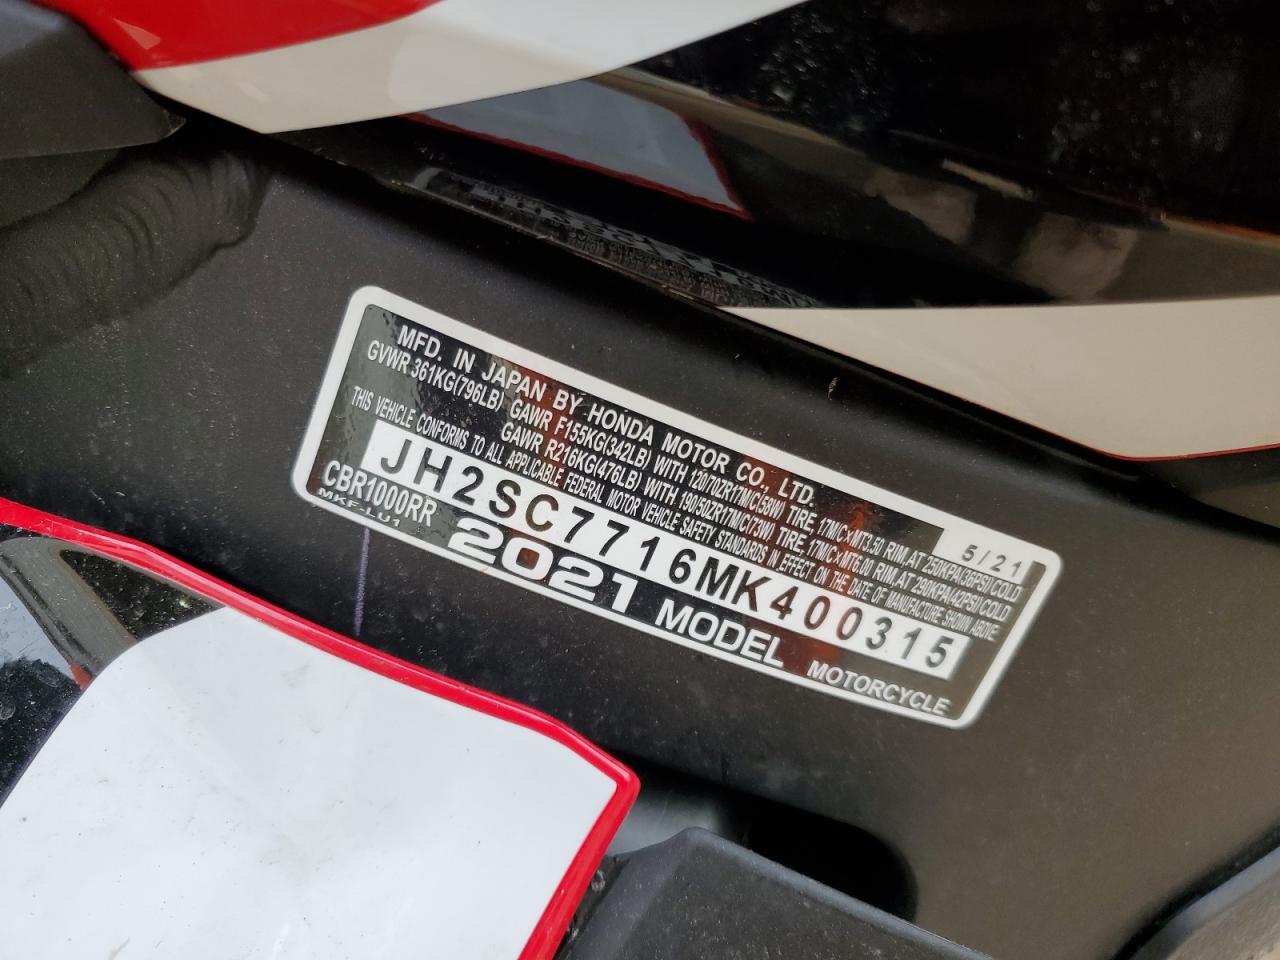 MFD. IN JAPAN BY HONDA MOTOR CO., LTD. 5/21
GVWR 361KG(796LB) GAWR F155KG(342LB) WITH 120/70ZR17M/C(58W) TIRE, 17M/C×MT3.50 RIM, AT 250KPA(36PSI)COLD
GAWR R216KG(476LB) WITH 190/50ZR17M/C(73W) TIRE, 17M/C×MT6.00 RIM, AT 290KPA(42PSI)COLD
THIS VEHICLE CONFORMS TO ALL APPLICABLE FEDERAL MOTOR VEHICLE SAFETY STANDARDS IN EFFECT ON THE DATE OF MANUFACTURE SHOWN ABOVE.
JH2SC7716MK400315
CBR1000RR 2021 MODEL MOTORCYCLE
MKF-LU1